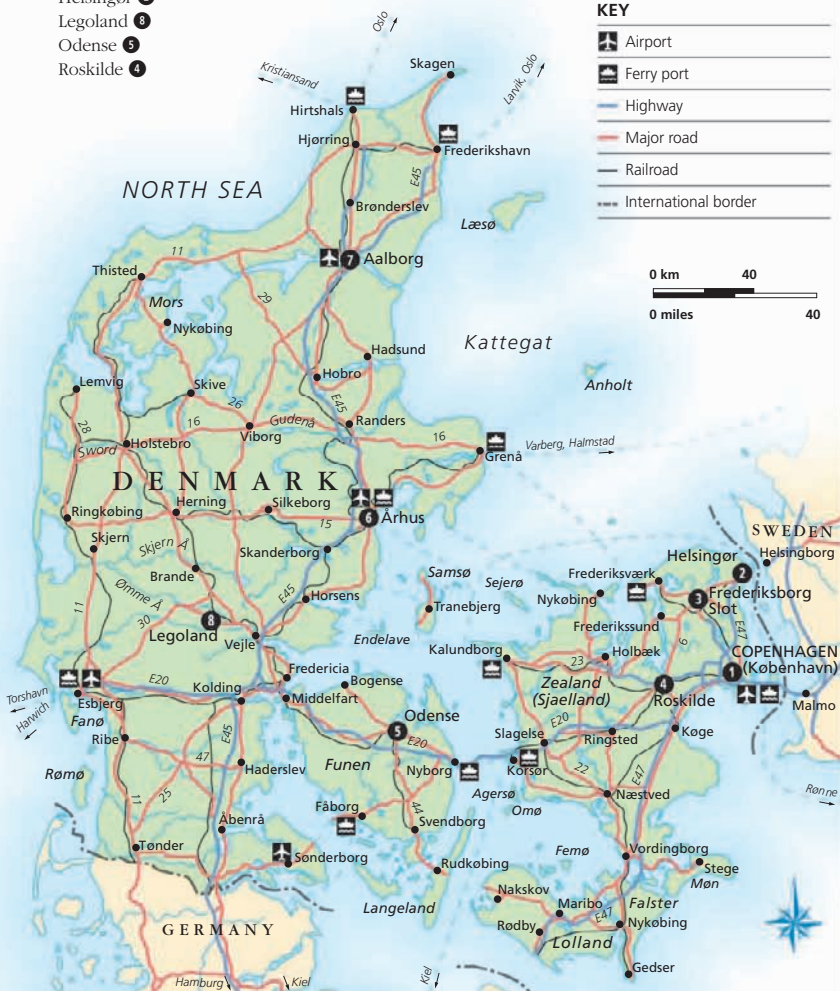 Helsingør 2
Legoland 8
Odense 5
Roskilde 4
KEY
Airport
Ferry port
Highway
Major road
Railroad
International border
0 km 40
0 miles 40
Oslo
Kristiansand
Skagen
Larvik, Oslo
Hirtshals
Hjørring
Frederikshavn
E45
NORTH SEA
Brønderslev
Læsø
11
7 Aalborg
Thisted
Mors
29
Nykøbing
Kattegat
Hadsund
Anholt
Hobro
Lemvig
Skive
26
E45
28
16
Gudenå
Randers
Viborg
16
Varberg, Halmstad
Holstebro
Sword
Grenå
DENMARK
Herning
Silkeborg
Ringkøbing
15
6 Århus
SWEDEN
Skjern
Skjern Å
Skanderborg
Helsingør
Helsingborg
2
Brande
Samsø
Sejerø
Frederiksværk
Ømme Å
E45
Horsens
Nykøbing
3 Frederiksborg
Slot
11
30
8
Tranebjerg
Frederikssund
E47
Legoland
Vejle
Endelave
6
Kalundborg
23
Holbæk
COPENHAGEN
(København)
1
Fredericia
E20
Bogense
Zealand
(Sjaelland)
4
Roskilde
Kolding
Middelfart
Torshavn
Harwich
Esbjerg
Fanø
Malmo
Odense
5
E20
E20
Slagelse
Ringsted
Køge
Ribe
E45
47
Haderslev
Funen
Nyborg
Korsør
22
E47
Rømø
Agersø
Omø
Næstved
Rønne
11
25
Fåborg
44
Åbenrå
Svendborg
Tønder
Sønderborg
Femø
Vordingborg
Stege
Møn
Rudkøbing
Nakskov
Langeland
Maribo
Falster
E47
Nykøbing
Rødby
GERMANY
Lolland
Gedser
Hamburg
Kiel
Kiel